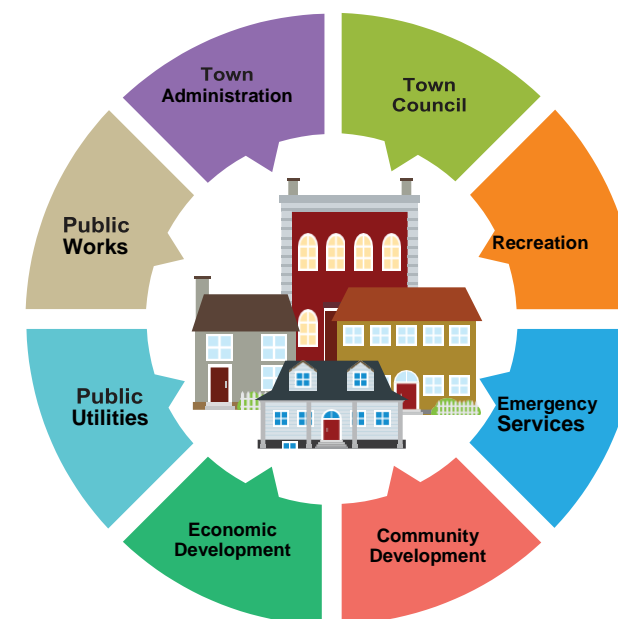 Town
Administration
Town
Council
Recreation
Emergency
Services
Community
Development
Economic
Development
Public
Utilities
Public
Works